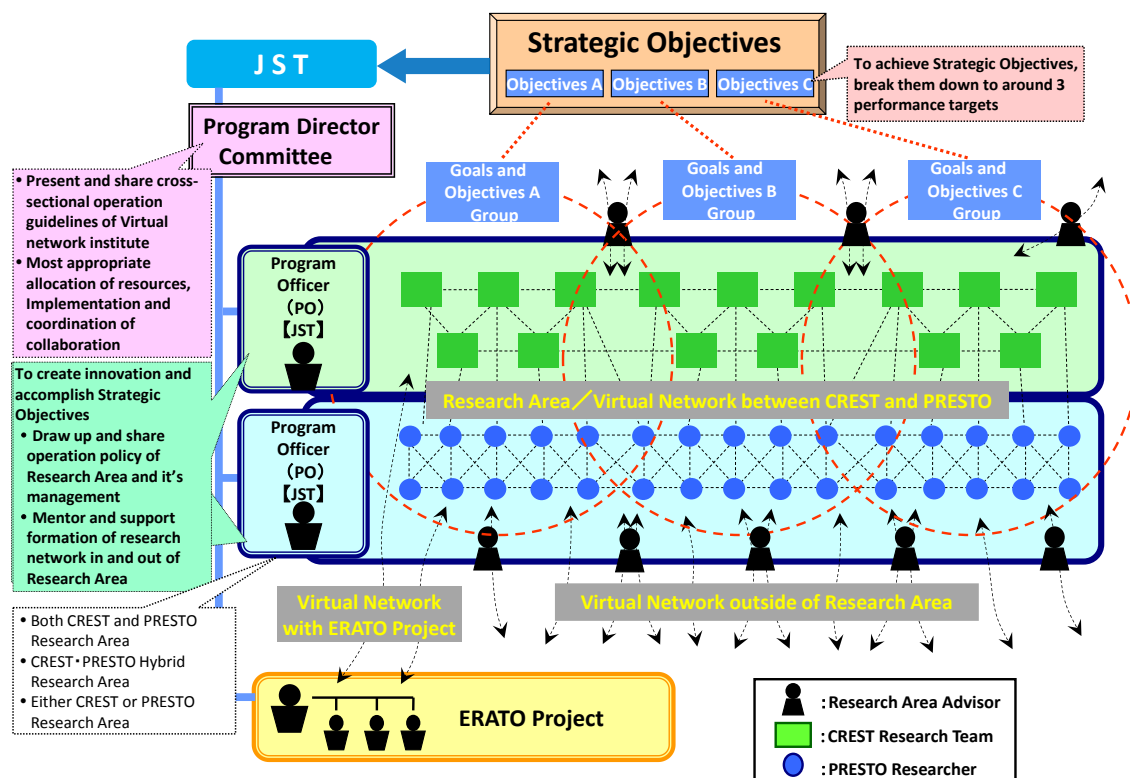 Strategic Objectives
Objectives A
Objectives B
Objectives C
To achieve Strategic Objectives,
break them down to around 3
performance targets
JST
Program Director
Committee
• Present and share cross-
sectional operation
guidelines of Virtual
network institute
• Most appropriate
allocation of resources,
Implementation and
coordination of
collaboration
Goals and
Objectives A
Group
Goals and
Objectives B
Group
Goals and
Objectives C
Group
Program
Officer
（PO）
【JST】
To create innovation and
accomplish Strategic
Objectives
• Draw up and share
operation policy of
Research Area and it's
management
• Mentor and support
formation of research
network in and out of
Research Area
Research Area／Virtual Network between CREST and PRESTO
Program
Officer
（PO）
【JST】
• Both CREST and PRESTO
Research Area
• CREST・PRESTO Hybrid
Research Area
• Either CREST or PRESTO
Research Area
Virtual Network
with ERATO Project
Virtual Network outside of Research Area
ERATO Project
：Research Area Advisor
：CREST Research Team
：PRESTO Researcher